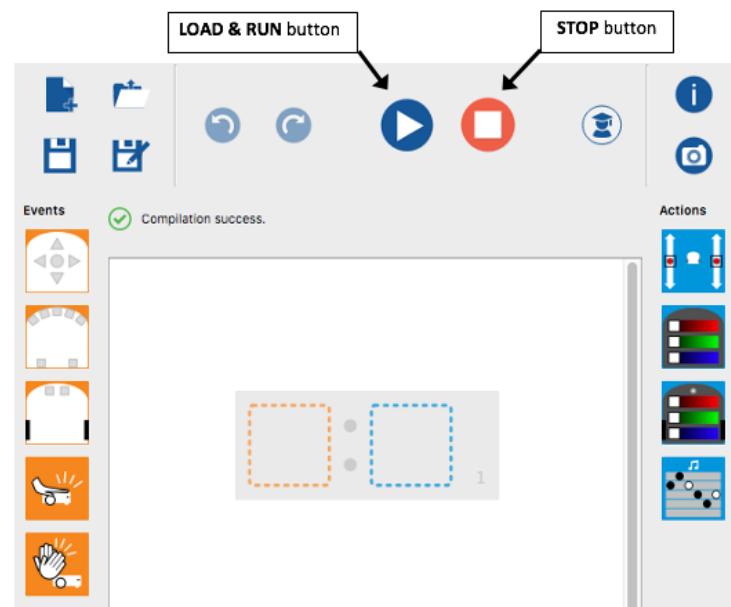 LOAD & RUN button
STOP button
i
Events
Compilation success.
Actions
1